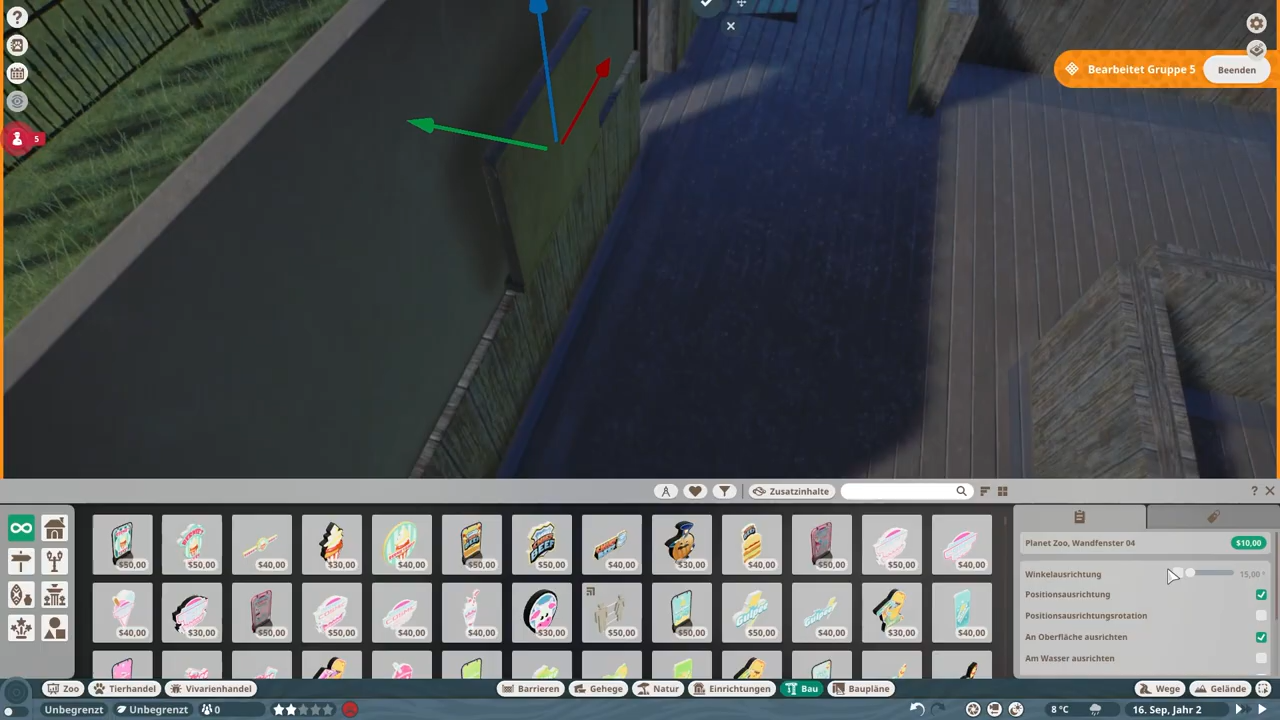 ?
Bearbeitet Gruppe 5
Beenden
5
Zusatzinhalte
?
$50,00 $50,00 $40,00 $30,00 $40,00 $50,00 $50,00 $40,00 $30,00 $40,00 $50,00 $50,00 $40,00
$40,00 $30,00 $50,00 $50,00 $40,00 $40,00 $30,00 $50,00 $50,00 $50,00 $40,00 $30,00 $40,00
Planet Zoo, Wandfenster 04
$10,00
Winkelausrichtung
15,00 °
Positionsausrichtung
Positionsausrichtungsrotation
An Oberfläche ausrichten
Am Wasser ausrichten
Zoo
Tierhandel
Vivarienhandel
Barrieren
Gehege
Natur
Einrichtungen
Bau
Baupläne
Wege
Gelände
Unbegrenzt
Unbegrenzt
0
8 °C
16. Sep, Jahr 2